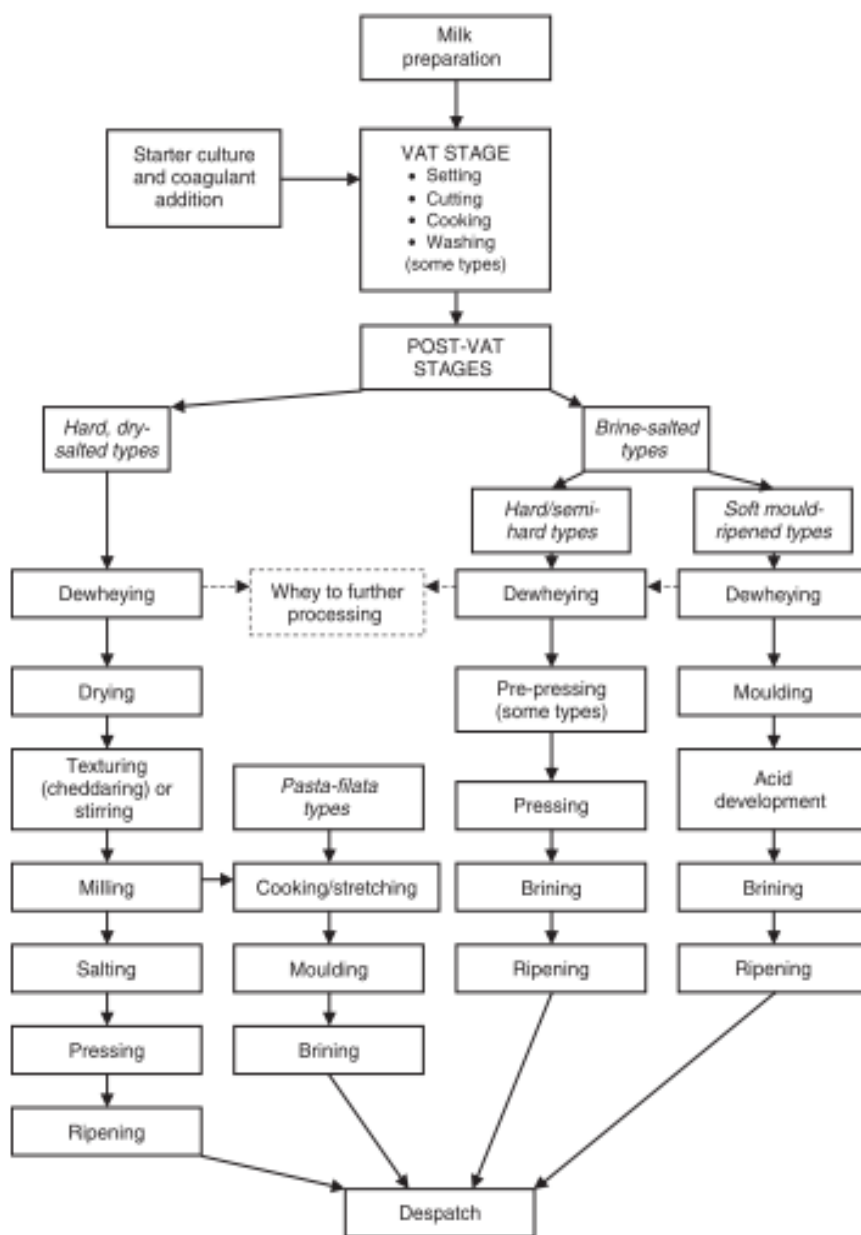 Milk
preparation
Starter culture
and coagulant
addition
VAT STAGE
• Setting
• Cutting
• Cooking
• Washing
(some types)
POST-VAT
STAGES
Hard, dry-
salted types
Brine-salted
types
Hard/semi-
hard types
Soft mould-
ripened types
Dewheying
Whey to further
processing
Dewheying
Dewheying
Drying
Pre-pressing
(some types)
Moulding
Texturing
(cheddaring) or
stirring
Pasta-filata
types
Pressing
Acid
development
Milling
Cooking/stretching
Brining
Brining
Salting
Moulding
Ripening
Ripening
Pressing
Brining
Ripening
Despatch